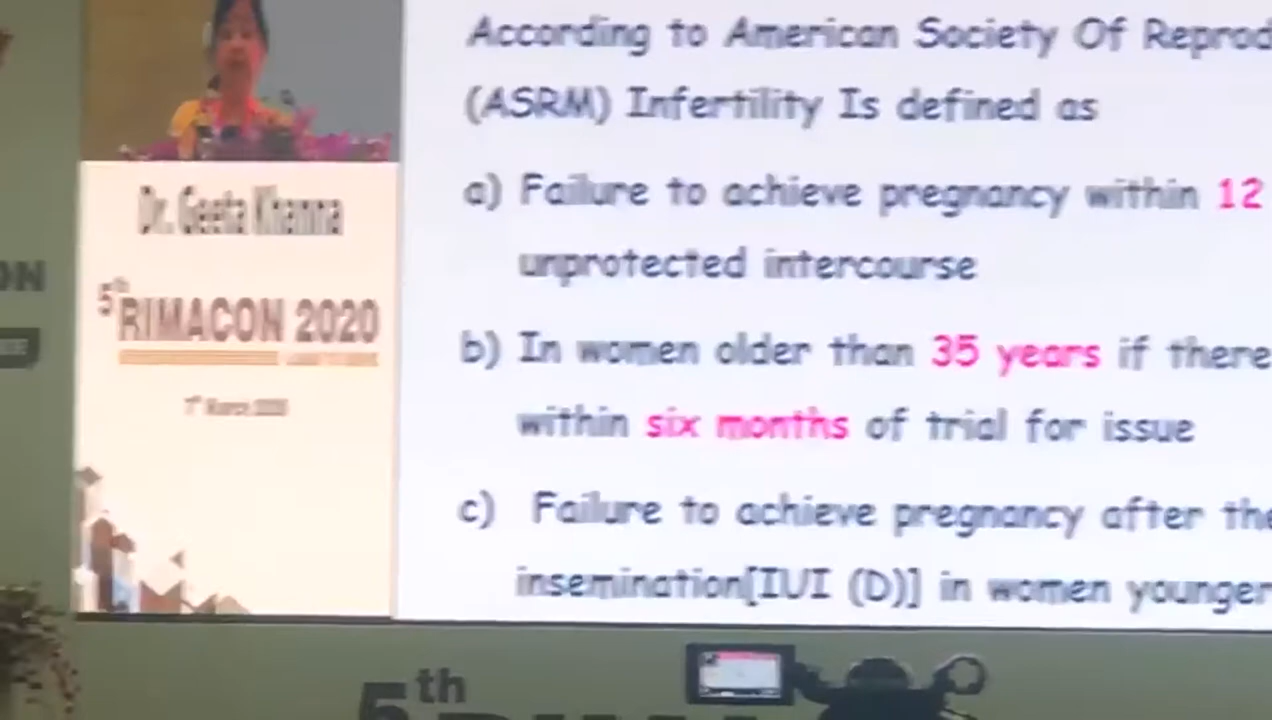 According to American Society Of Reprod
(ASRM) Infertility Is defined as
a) Failure to achieve pregnancy within 12
unprotected intercourse
b) In women older than 35 years if there
within six months of trial for issue
c) Failure to achieve pregnancy after the
insemination[IUI (D)] in women younger
Dr. Geeta Khanna
5th RIMACON 2020
ON
5th